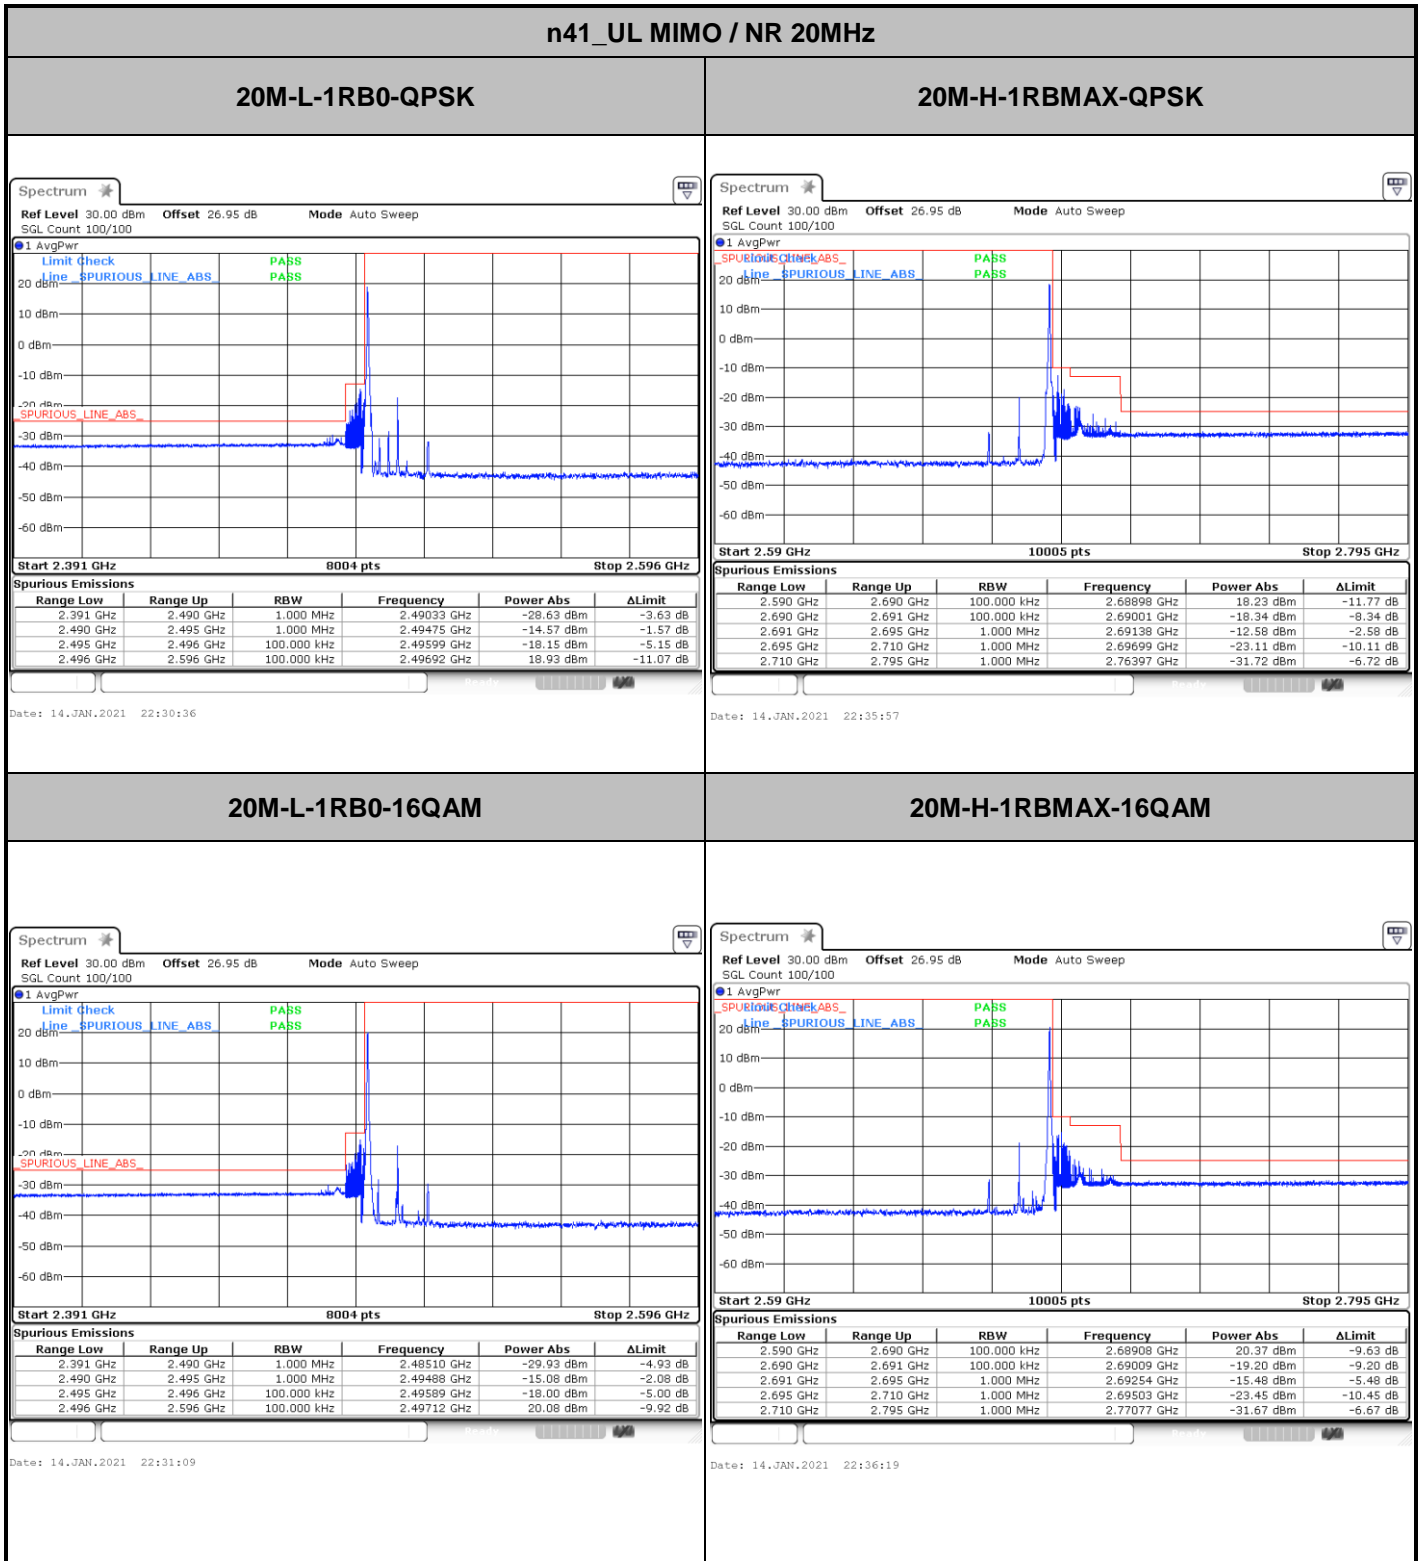 n41_UL MIMO / NR 20MHz
20M-L-1RB0-QPSK
20M-H-1RBMAX-QPSK
Spectrum
Ref Level 30.00 dBm Offset 26.95 dB Mode Auto Sweep
SGL Count 100/100
1 AvgPwr
Limit Check PASS
Line _SPURIOUS_LINE_ABS_ PASS
20 dBm
10 dBm
0 dBm
-10 dBm
-20 dBm
_SPURIOUS_LINE_ABS_
-30 dBm
-40 dBm
-50 dBm
-60 dBm
Start 2.391 GHz 8004 pts Stop 2.596 GHz
Spurious Emissions
Range Low Range Up RBW Frequency Power Abs ΔLimit
2.391 GHz 2.490 GHz 1.000 MHz 2.49033 GHz -28.63 dBm -3.63 dB
2.490 GHz 2.495 GHz 1.000 MHz 2.49475 GHz -14.57 dBm -1.57 dB
2.495 GHz 2.496 GHz 100.000 kHz 2.49599 GHz -18.15 dBm -5.15 dB
2.496 GHz 2.596 GHz 100.000 kHz 2.49692 GHz 18.93 dBm -11.07 dB
Ready
Date: 14.JAN.2021 22:30:36
Spectrum
Ref Level 30.00 dBm Offset 26.95 dB Mode Auto Sweep
SGL Count 100/100
1 AvgPwr
_SPURIOUS_LINE_ABS_
Limit Check PASS
Line _SPURIOUS_LINE_ABS_ PASS
20 dBm
10 dBm
0 dBm
-10 dBm
-20 dBm
-30 dBm
-40 dBm
-50 dBm
-60 dBm
Start 2.59 GHz 10005 pts Stop 2.795 GHz
Spurious Emissions
Range Low Range Up RBW Frequency Power Abs ΔLimit
2.590 GHz 2.690 GHz 100.000 kHz 2.68898 GHz 18.23 dBm -11.77 dB
2.690 GHz 2.691 GHz 100.000 kHz 2.69001 GHz -18.34 dBm -8.34 dB
2.691 GHz 2.695 GHz 1.000 MHz 2.69138 GHz -12.58 dBm -2.58 dB
2.695 GHz 2.710 GHz 1.000 MHz 2.69699 GHz -23.11 dBm -10.11 dB
2.710 GHz 2.795 GHz 1.000 MHz 2.76397 GHz -31.72 dBm -6.72 dB
Ready
Date: 14.JAN.2021 22:35:57
20M-L-1RB0-16QAM
20M-H-1RBMAX-16QAM
Spectrum
Ref Level 30.00 dBm Offset 26.95 dB Mode Auto Sweep
SGL Count 100/100
1 AvgPwr
Limit Check PASS
Line _SPURIOUS_LINE_ABS_ PASS
20 dBm
10 dBm
0 dBm
-10 dBm
-20 dBm
_SPURIOUS_LINE_ABS_
-30 dBm
-40 dBm
-50 dBm
-60 dBm
Start 2.391 GHz 8004 pts Stop 2.596 GHz
Spurious Emissions
Range Low Range Up RBW Frequency Power Abs ΔLimit
2.391 GHz 2.490 GHz 1.000 MHz 2.48510 GHz -29.93 dBm -4.93 dB
2.490 GHz 2.495 GHz 1.000 MHz 2.49488 GHz -15.08 dBm -2.08 dB
2.495 GHz 2.496 GHz 100.000 kHz 2.49589 GHz -18.00 dBm -5.00 dB
2.496 GHz 2.596 GHz 100.000 kHz 2.49712 GHz 20.08 dBm -9.92 dB
Ready
Date: 14.JAN.2021 22:31:09
Spectrum
Ref Level 30.00 dBm Offset 26.95 dB Mode Auto Sweep
SGL Count 100/100
1 AvgPwr
_SPURIOUS_LINE_ABS_
Limit Check PASS
Line _SPURIOUS_LINE_ABS_ PASS
20 dBm
10 dBm
0 dBm
-10 dBm
-20 dBm
-30 dBm
-40 dBm
-50 dBm
-60 dBm
Start 2.59 GHz 10005 pts Stop 2.795 GHz
Spurious Emissions
Range Low Range Up RBW Frequency Power Abs ΔLimit
2.590 GHz 2.690 GHz 100.000 kHz 2.68908 GHz 20.37 dBm -9.63 dB
2.690 GHz 2.691 GHz 100.000 kHz 2.69009 GHz -19.20 dBm -9.20 dB
2.691 GHz 2.695 GHz 1.000 MHz 2.69254 GHz -15.48 dBm -5.48 dB
2.695 GHz 2.710 GHz 1.000 MHz 2.69503 GHz -23.45 dBm -10.45 dB
2.710 GHz 2.795 GHz 1.000 MHz 2.77077 GHz -31.67 dBm -6.67 dB
Ready
Date: 14.JAN.2021 22:36:19